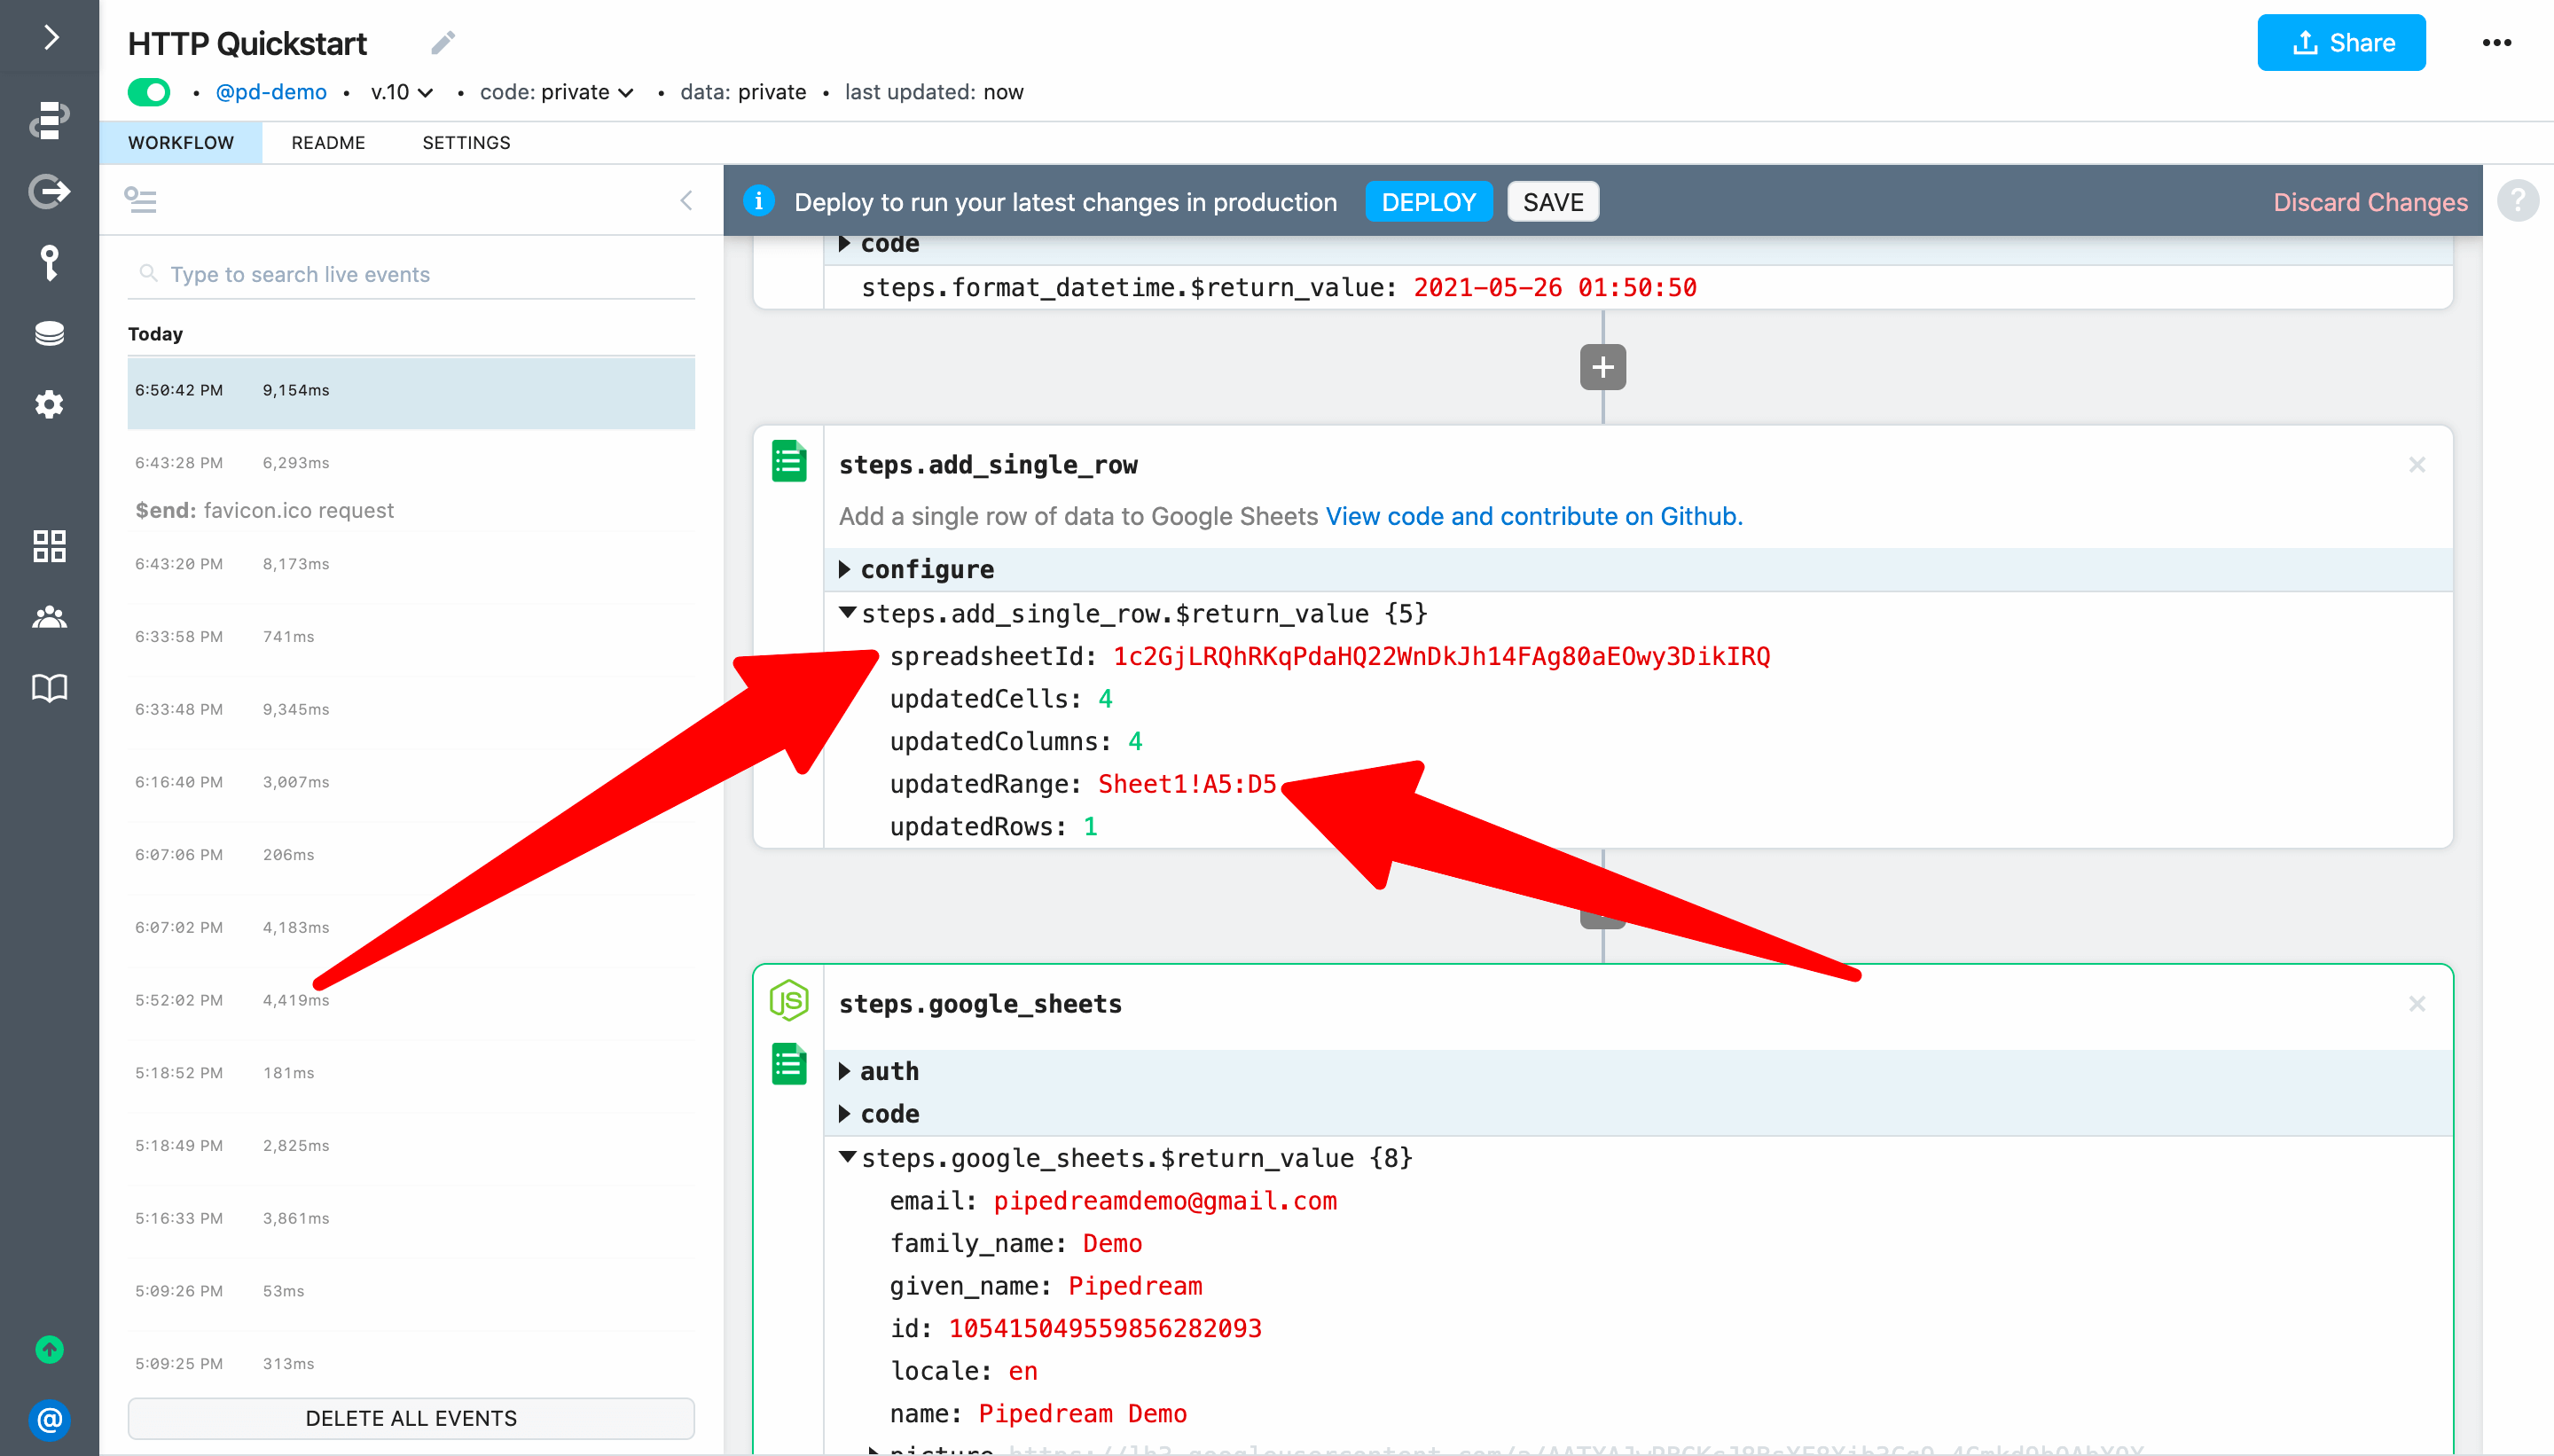 HTTP Quickstart
Share
• @pd-demo • v.10 • code: private • data: private • last updated: now
WORKFLOW README SETTINGS
Deploy to run your latest changes in production DEPLOY SAVE Discard Changes ?
Type to search live events
Today
6:50:42 PM 9,154ms
6:43:28 PM 6,293ms
$end: favicon.ico request
6:43:20 PM 8,173ms
6:33:58 PM 741ms
6:33:48 PM 9,345ms
6:16:40 PM 3,007ms
6:07:06 PM 206ms
6:07:02 PM 4,183ms
5:52:02 PM 4,419ms
5:18:52 PM 181ms
5:18:49 PM 2,825ms
5:16:33 PM 3,861ms
5:09:26 PM 53ms
5:09:25 PM 313ms
DELETE ALL EVENTS
@
code
steps.format_datetime.$return_value: 2021-05-26 01:50:50
steps.add_single_row
Add a single row of data to Google Sheets View code and contribute on Github.
configure
steps.add_single_row.$return_value {5}
spreadsheetId: 1c2GjLRQhRKqPdaHQ22WnDkJh14FAg80aEOwy3DikIRQ
updatedCells: 4
updatedColumns: 4
updatedRange: Sheet1!A5:D5
updatedRows: 1
JS
steps.google_sheets
auth
code
steps.google_sheets.$return_value {8}
email: pipedreamdemo@gmail.com
family_name: Demo
given_name: Pipedream
id: 105415049559856282093
locale: en
name: Pipedream Demo
picture